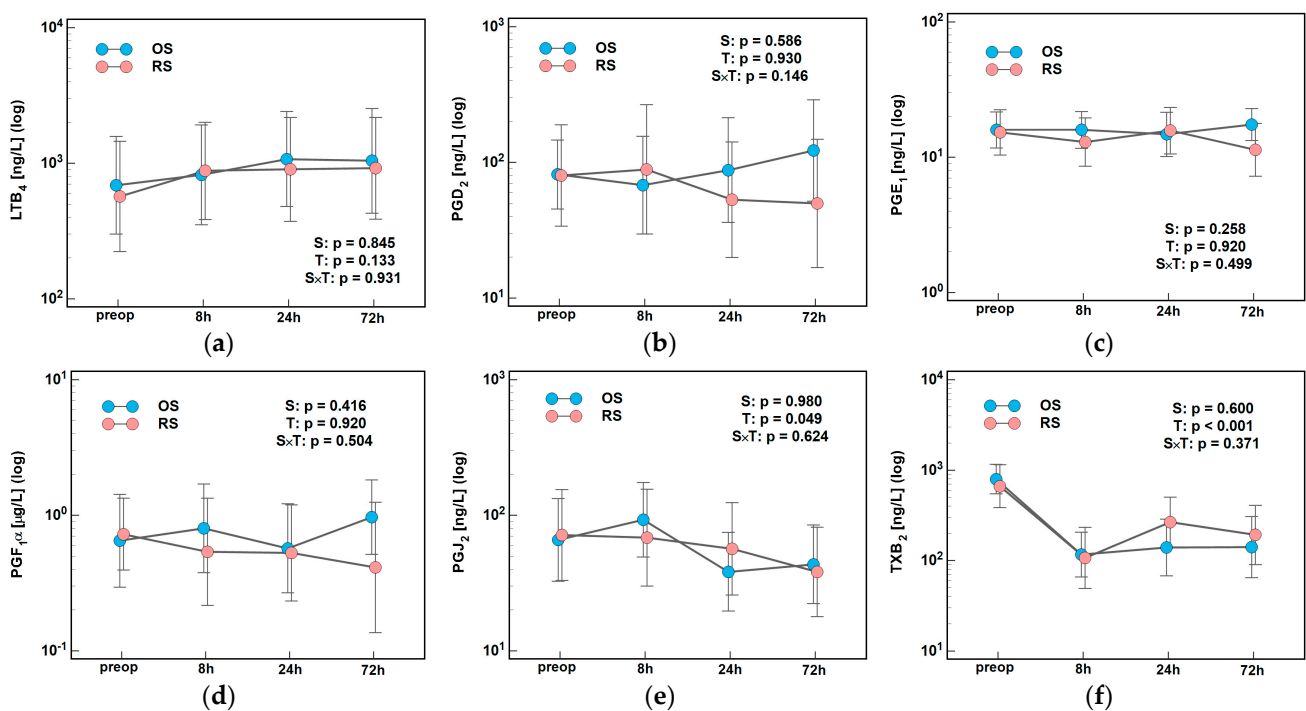 LTB₄ [ng/L] (log)
10⁴
10³
10²
OS
RS
S: p = 0.845
T: p = 0.133
S×T: p = 0.931
preop 8h 24h 72h
(a)
PGD₂ [ng/L] (log)
10³
10²
10¹
OS
RS
S: p = 0.586
T: p = 0.930
S×T: p = 0.146
preop 8h 24h 72h
(b)
PGE₁ [ng/L] (log)
10²
10¹
10⁰
OS
RS
S: p = 0.258
T: p = 0.920
S×T: p = 0.499
preop 8h 24h 72h
(c)
PGF₁α [µg/L] (log)
10¹
10⁰
10⁻¹
OS
RS
S: p = 0.416
T: p = 0.920
S×T: p = 0.504
preop 8h 24h 72h
(d)
PGJ₂ [ng/L] (log)
10³
10²
10¹
OS
RS
S: p = 0.980
T: p = 0.049
S×T: p = 0.624
preop 8h 24h 72h
(e)
TXB₂ [ng/L] (log)
10⁴
10³
10²
10¹
OS
RS
S: p = 0.600
T: p < 0.001
S×T: p = 0.371
preop 8h 24h 72h
(f)